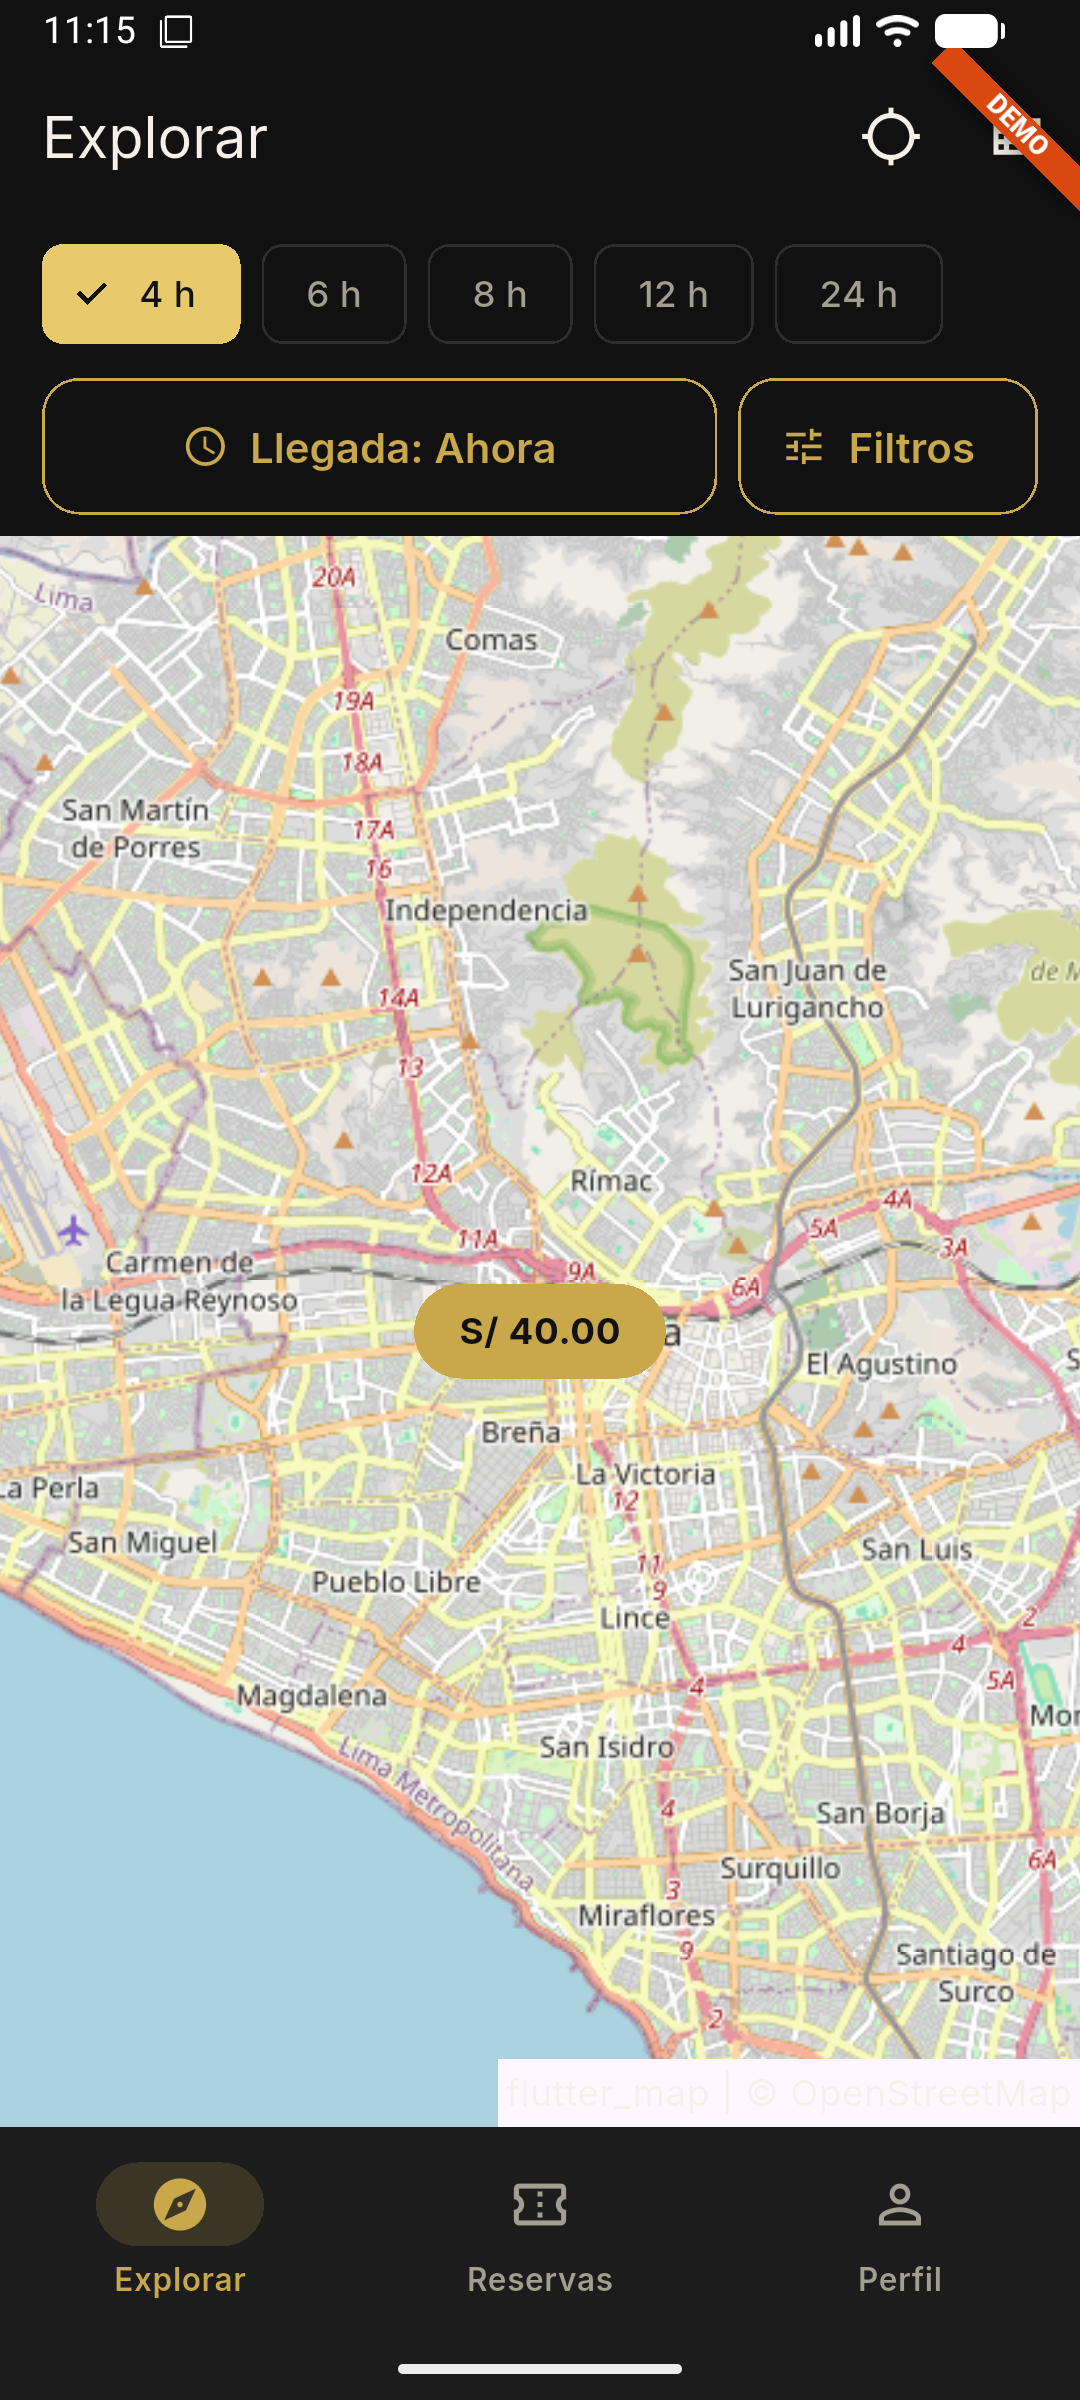 11:15
DEMO
Explorar
4 h
6 h
8 h
12 h
24 h
Llegada: Ahora
Filtros
20A
Lima
Comas
19A
18A
San Martín
de Porres
17A
16
Independencia
San Juan de
Lurigancho
de M
14A
13
12A
Rímac
4A
5A
11A
3A
Carmen de
la Legua-Reynoso
9A
6A
S/ 40.00
a
El Agustino
S
Breña
La Victoria
La Perla
12
San Miguel
San Luis
11
Pueblo Libre
9
Lince
2
4
4
5A
Magdalena
Mon
San Isidro
Lima Metropolitana
4
San Borja
Surquillo
6A
3
Miraflores
9
Santiago de
Surco
2
flutter_map | © OpenStreetMap
Explorar
Reservas
Perfil